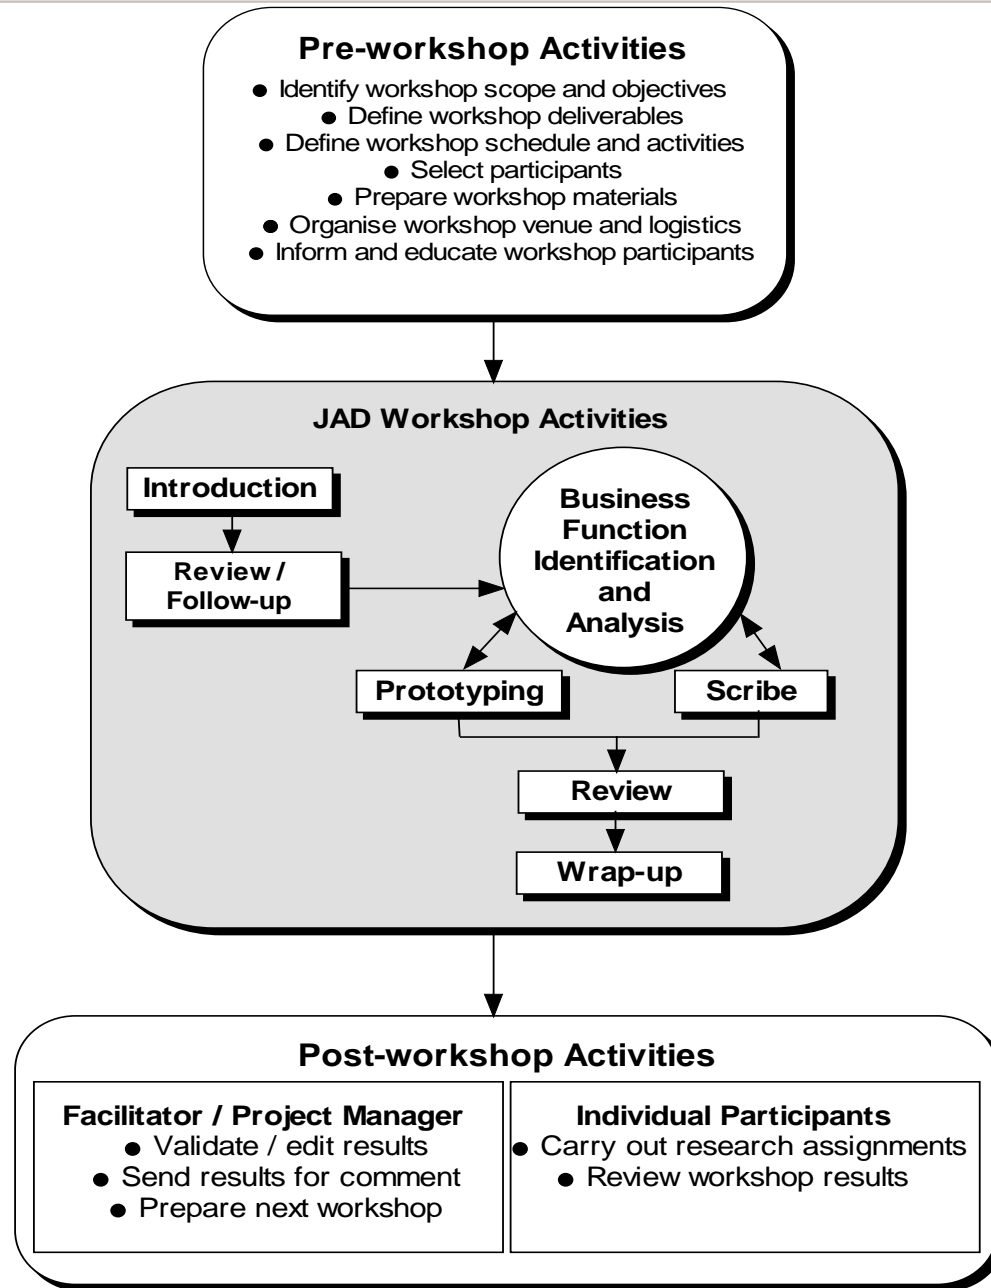 Pre-workshop Activities
● Identify workshop scope and objectives
● Define workshop deliverables
● Define workshop schedule and activities
● Select participants
● Prepare workshop materials
● Organise workshop venue and logistics
● Inform and educate workshop participants
JAD Workshop Activities
Introduction
Review /
Follow-up
Business
Function
Identification
and
Analysis
Prototyping
Scribe
Review
Wrap-up
Post-workshop Activities
Facilitator / Project Manager
● Validate / edit results
● Send results for comment
● Prepare next workshop
Individual Participants
● Carry out research assignments
● Review workshop results